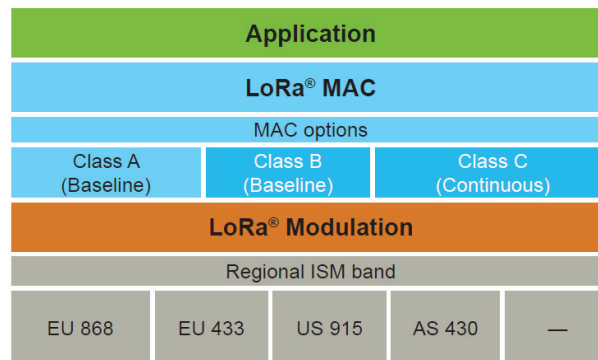 Application
LoRa® MAC
MAC options
Class A
(Baseline)
Class B
(Baseline)
Class C
(Continuous)
LoRa® Modulation
Regional ISM band
EU 868
EU 433
US 915
AS 430
—